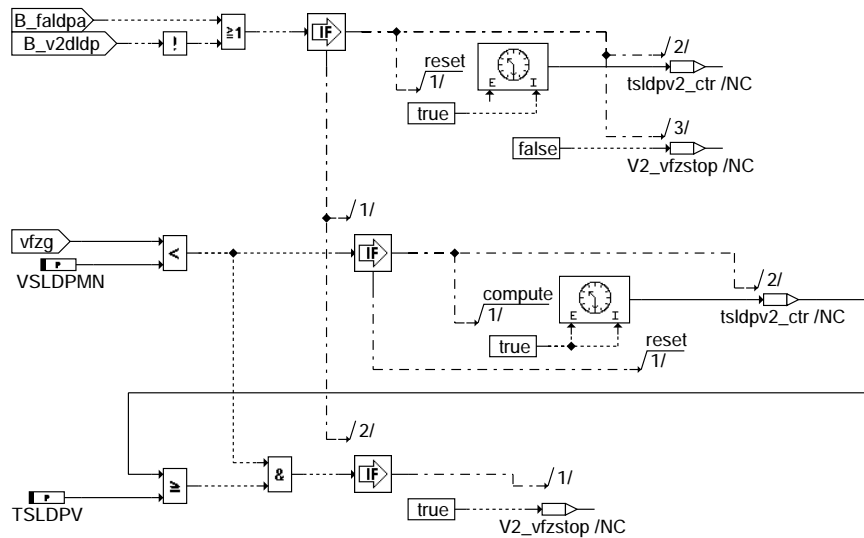 B_faldpa
B_v2dldp
!
≥1
IF
reset
1/
E I
true
2/
tsldpv2_ctr /NC
false
3/
V2_vfzstop /NC
1/
vfzg
<
P
VSLDPMN
IF
compute
1/
E I
true
2/
tsldpv2_ctr /NC
reset
1/
2/
≥
P
TSLDPV
&
IF
1/
true
V2_vfzstop /NC